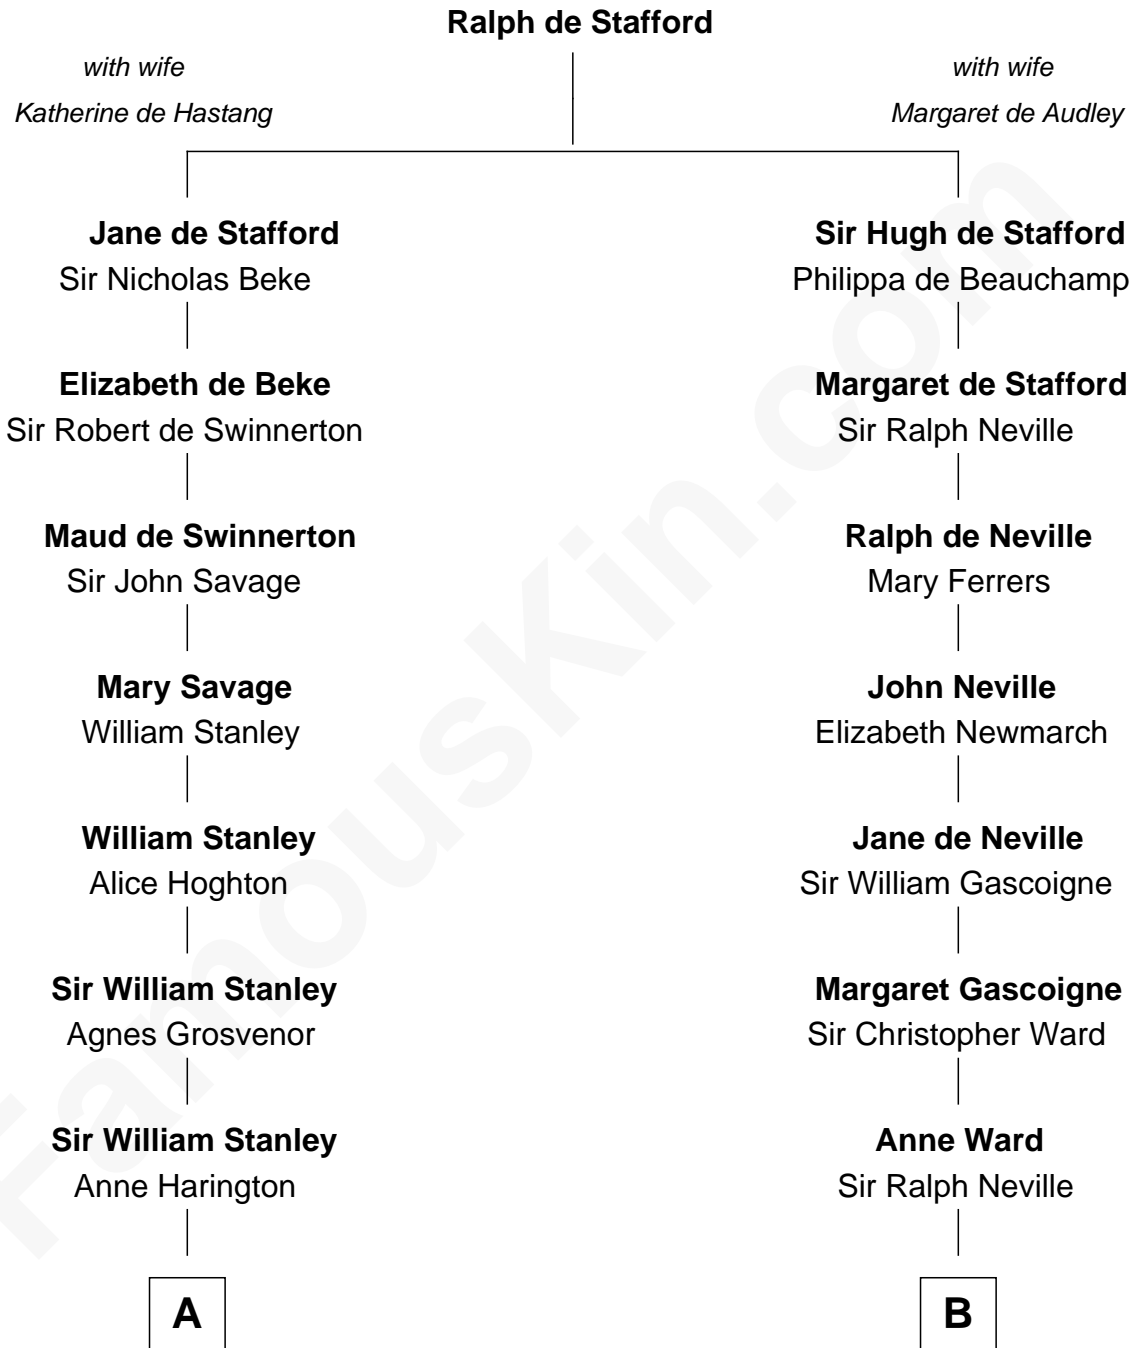 Ralph de Stafford
with wife
Katherine de Hastang
with wife
Margaret de Audley
Jane de Stafford
Sir Nicholas Beke
Sir Hugh de Stafford
Philippa de Beauchamp
Elizabeth de Beke
Sir Robert de Swinnerton
Margaret de Stafford
Sir Ralph Neville
Maud de Swinnerton
Sir John Savage
Ralph de Neville
Mary Ferrers
Mary Savage
William Stanley
John Neville
Elizabeth Newmarch
William Stanley
Alice Hoghton
Jane de Neville
Sir William Gascoigne
Sir William Stanley
Agnes Grosvenor
Margaret Gascoigne
Sir Christopher Ward
Sir William Stanley
Anne Harington
Anne Ward
Sir Ralph Neville
A
B
FamousKin.com